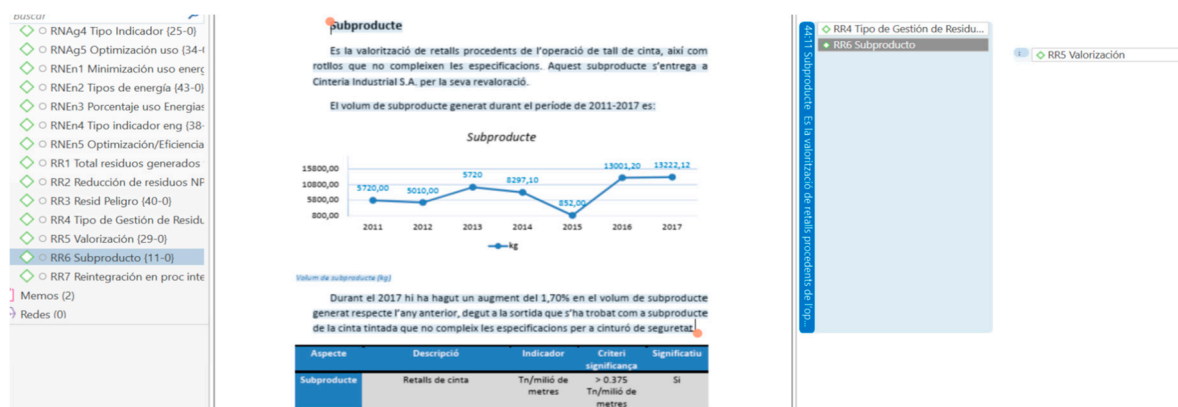 Buscar
RNAg4 Tipo Indicador {25-0}
RNAg5 Optimización uso {34-(
RNEn1 Minimización uso energ
RNEn2 Tipos de energía {43-0}
RNEn3 Porcentaje uso Energias
RNEn4 Tipo indicador eng {38-
RNEn5 Optimización/Eficiencia
RR1 Total residuos generados
RR2 Reducción de residuos NP
RR3 Resid Peligro {40-0}
RR4 Tipo de Gestión de Residu
RR5 Valorización {29-0}
RR6 Subproducto {11-0}
RR7 Reintegración en proc inte
Memos (2)
Redes (0)
Subproducte
Es la valorització de retalls procedents de l'operació de tall de cinta, així com
rotllos que no compleixen les especificacions. Aquest subproducte s'entrega a
Cinteria Industrial S.A. per la seva revaloració.
El volum de subproducte generat durant el període de 2011-2017 es:
Subproducte
15800,00
10800,00
5800,00
800,00
5720,00
5010,00
5720
8297,10
852,00
13001,20
13222,12
2011 2012 2013 2014 2015 2016 2017
kg
Volum de subproducte (kg)
Durant el 2017 hi ha hagut un augment del 1,70% en el volum de subproducte
generat respecte l'any anterior, degut a la sortida que s'ha trobat com a subproducte
de la cinta tintada que no compleix les especificacions per a cinturó de seguretat.
Aspecte Descripció Indicador Criteri significança Significatiu
Subproducte Retalls de cinta Tn/milió de metres > 0.375 Tn/milió de metres Si
44:11 Subproducte Es la valorització de retalls procedents de l'op...
RR4 Tipo de Gestión de Residu...
RR6 Subproducto
RR5 Valorización